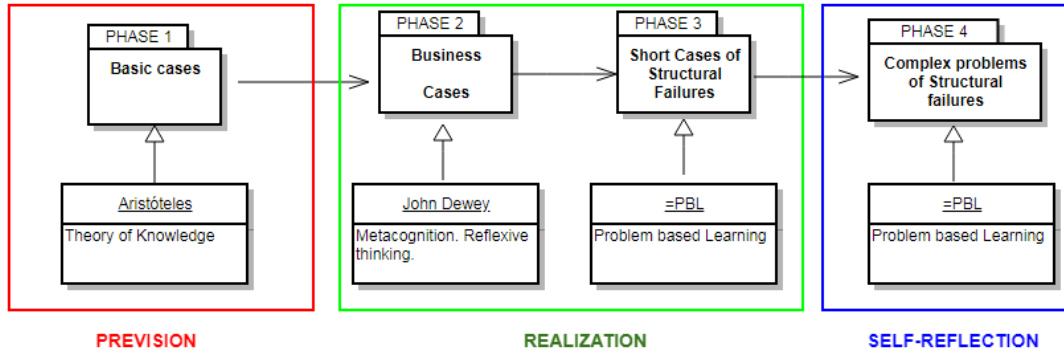 PHASE 1
Basic cases
PHASE 2
Business
Cases
PHASE 3
Short Cases of
Structural
Failures
PHASE 4
Complex problems
of Structural
failures
Aristóteles
Theory of Knowledge
John Dewey
Metacognition. Reflexive
thinking.
=PBL
Problem based Learning
=PBL
Problem based Learning
PREVISION
REALIZATION
SELF-REFLECTION